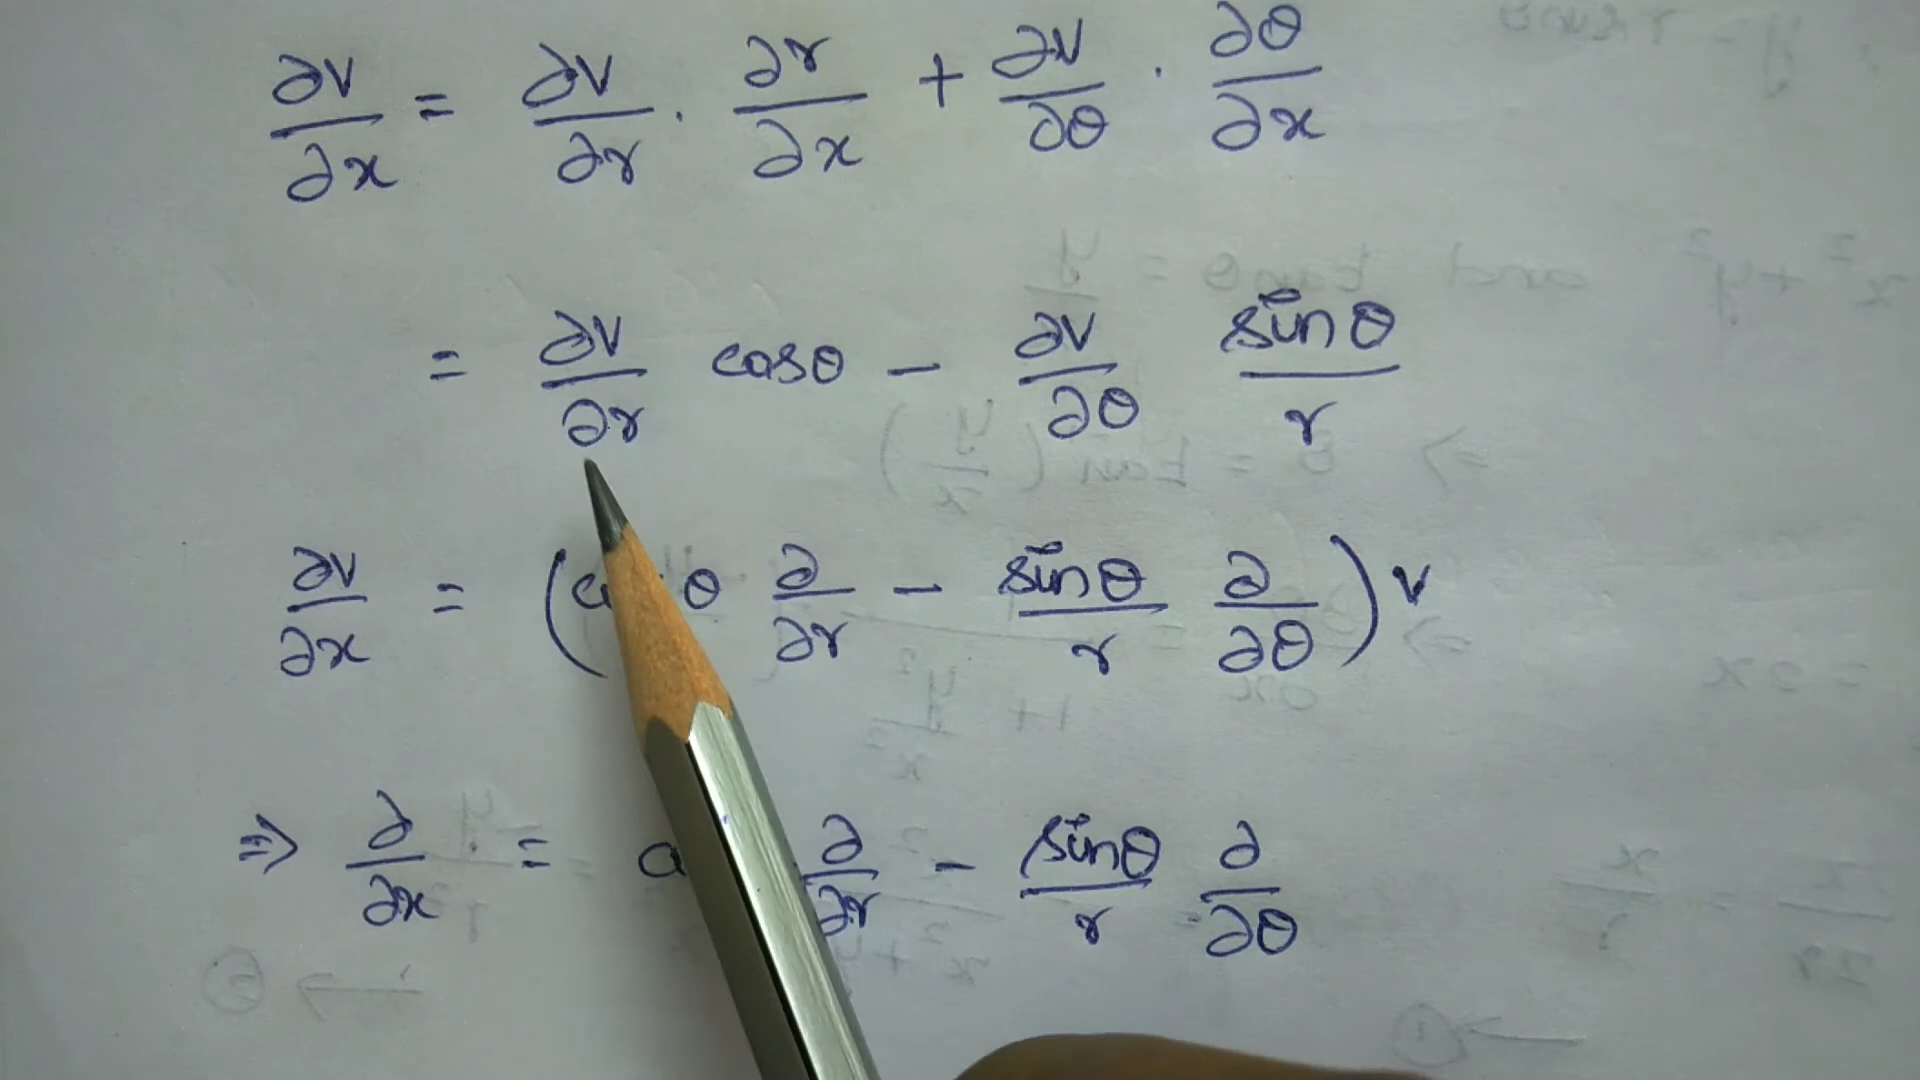 ∂v/∂x = ∂v/∂r . ∂r/∂x + ∂v/∂θ . ∂θ/∂x
= ∂v/∂r cosθ - ∂v/∂θ sinθ/r
∂v/∂x = ( θ ∂/∂r - sinθ/r ∂/∂θ ) v
⇒ ∂/∂x = ∂/∂r - sinθ/r ∂/∂θ